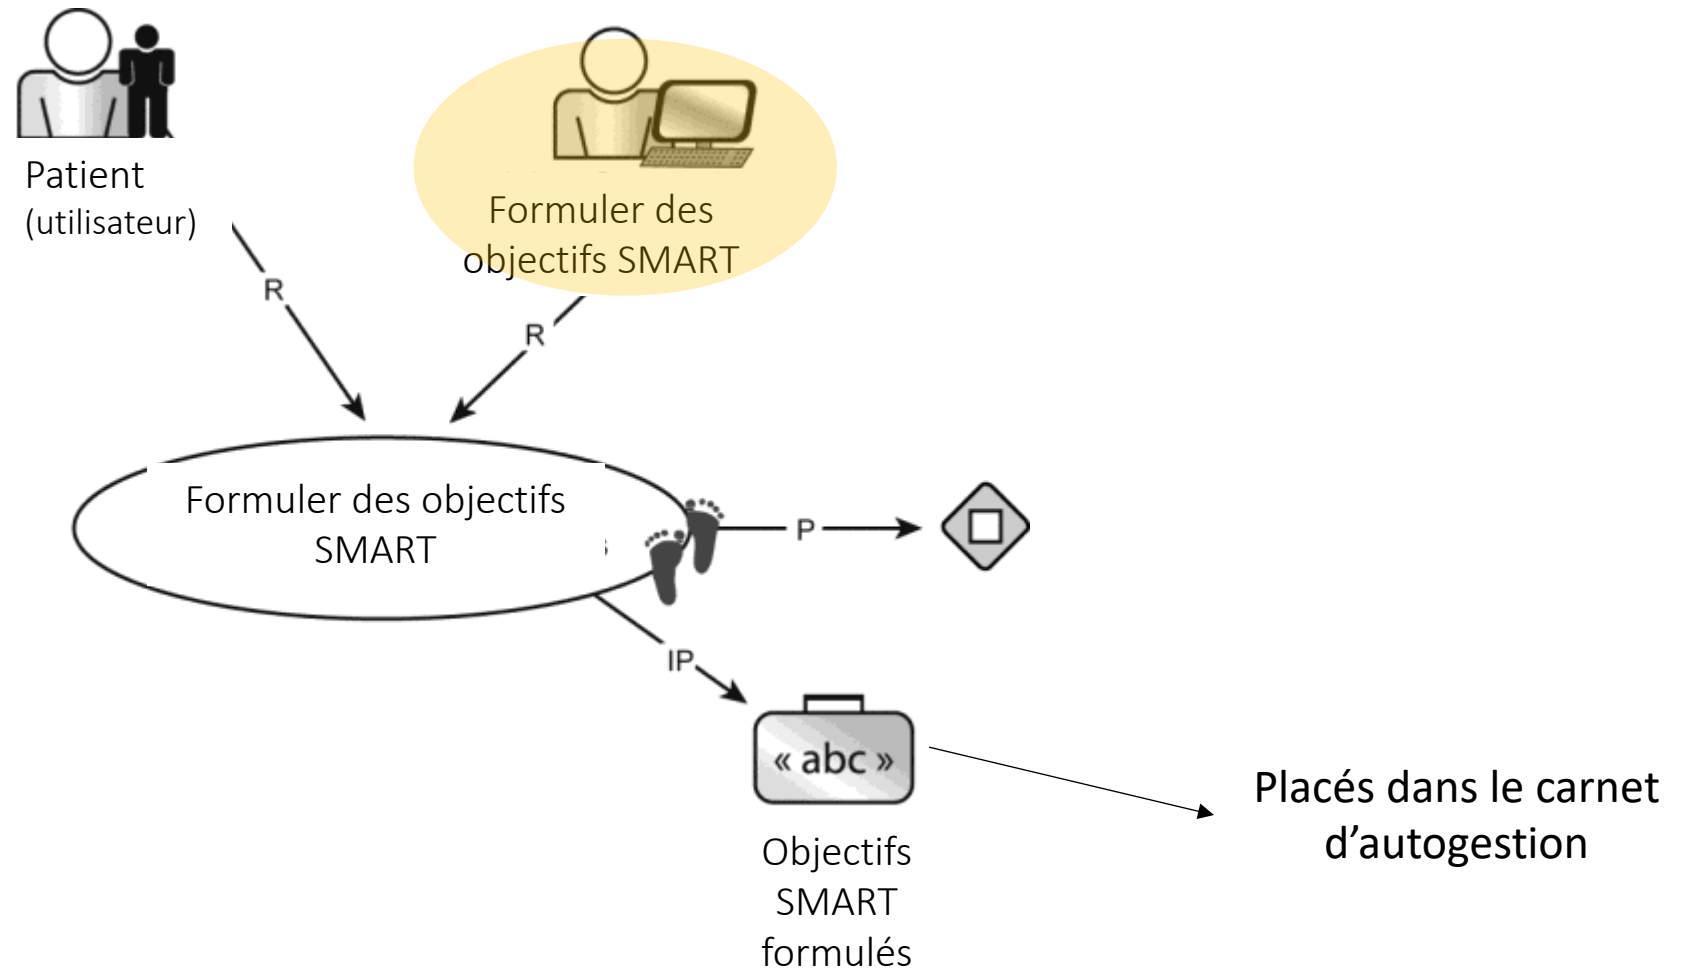 Patient
(utilisateur)
Formuler des
objectifs SMART
R
R
Formuler des objectifs
SMART
P
IP
« abc »
Placés dans le carnet
d’autogestion
Objectifs
SMART
formulés